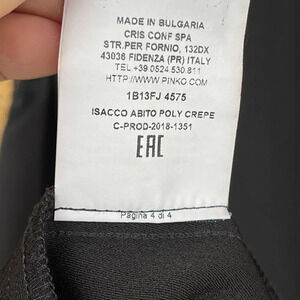 MADE IN BULGARIA
CRIS CONF SPA
STR.PER FORNIO, 132DX
43036 FIDENZA (PR) ITALY
TEL.+39 0524 530.811
HTTP://WWW.PINKO.COM
1B13FJ 4575
ISACCO ABITO POLY CREPE
C-PROD-2018-1351
EAC
Pagina 4 di 4